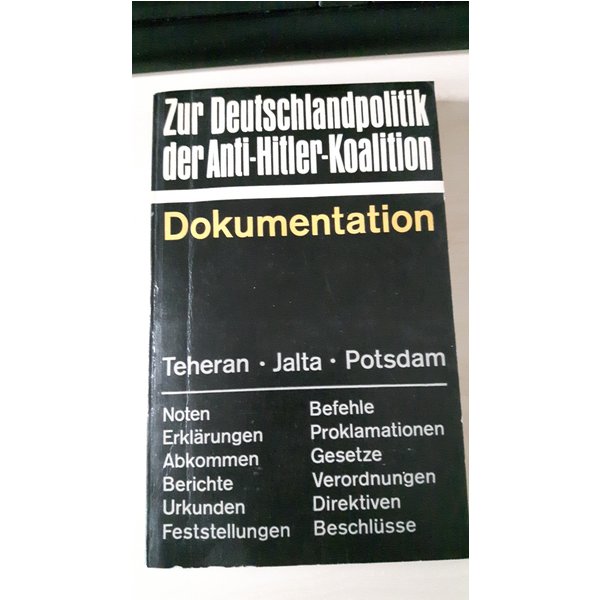 Zur Deutschlandpolitik
der Anti-Hitler-Koalition
Dokumentation
Teheran · Jalta · Potsdam
Noten
Erklärungen
Abkommen
Berichte
Urkunden
Feststellungen
Befehle
Proklamationen
Gesetze
Verordnungen
Direktiven
Beschlüsse